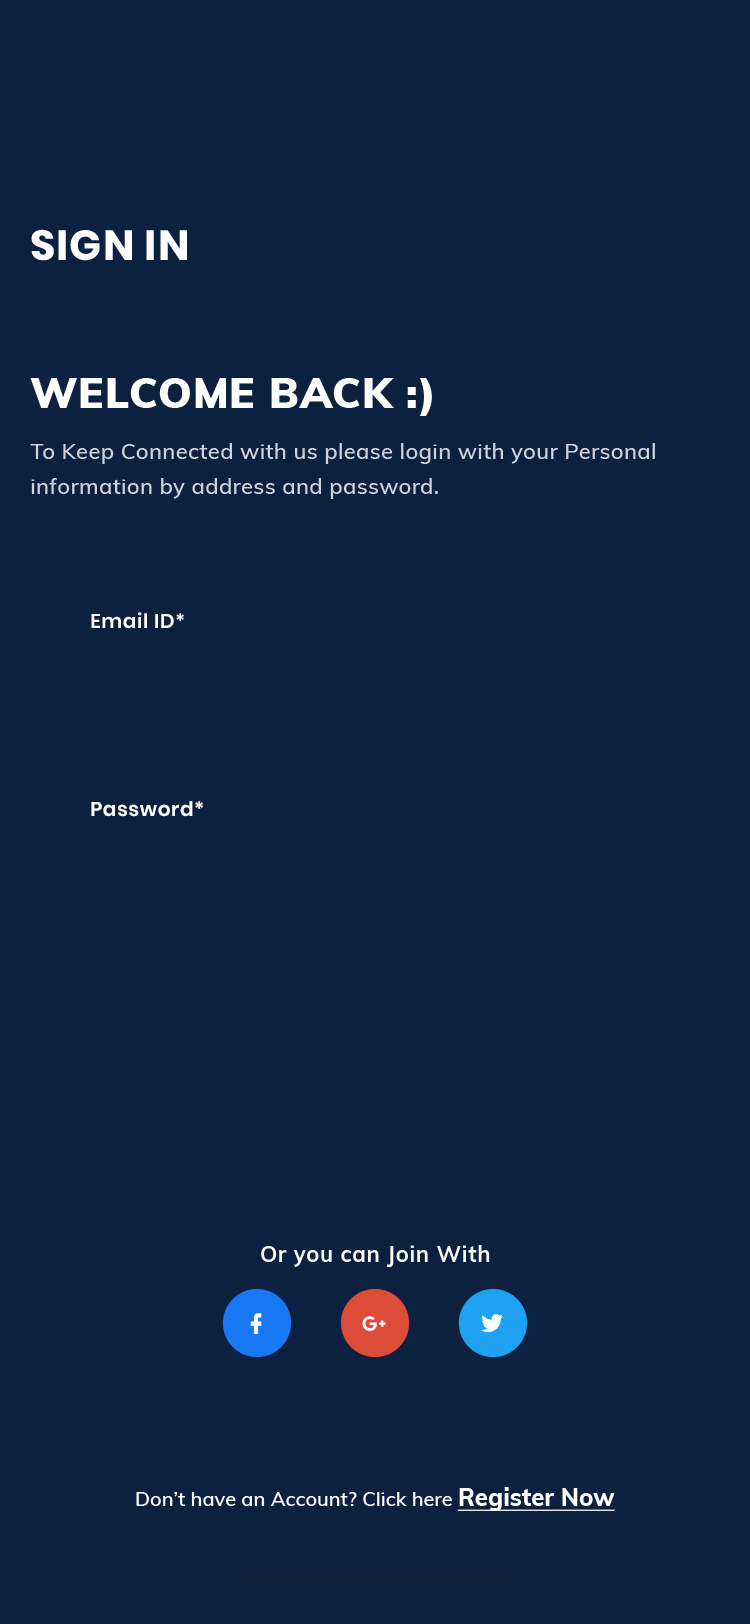 SIGN IN
WELCOME BACK :)
To Keep Connected with us please login with your Personal
information by address and password.
Email ID*
Password*
Or you can Join With
f
G+
Don't have an Account? Click here Register Now